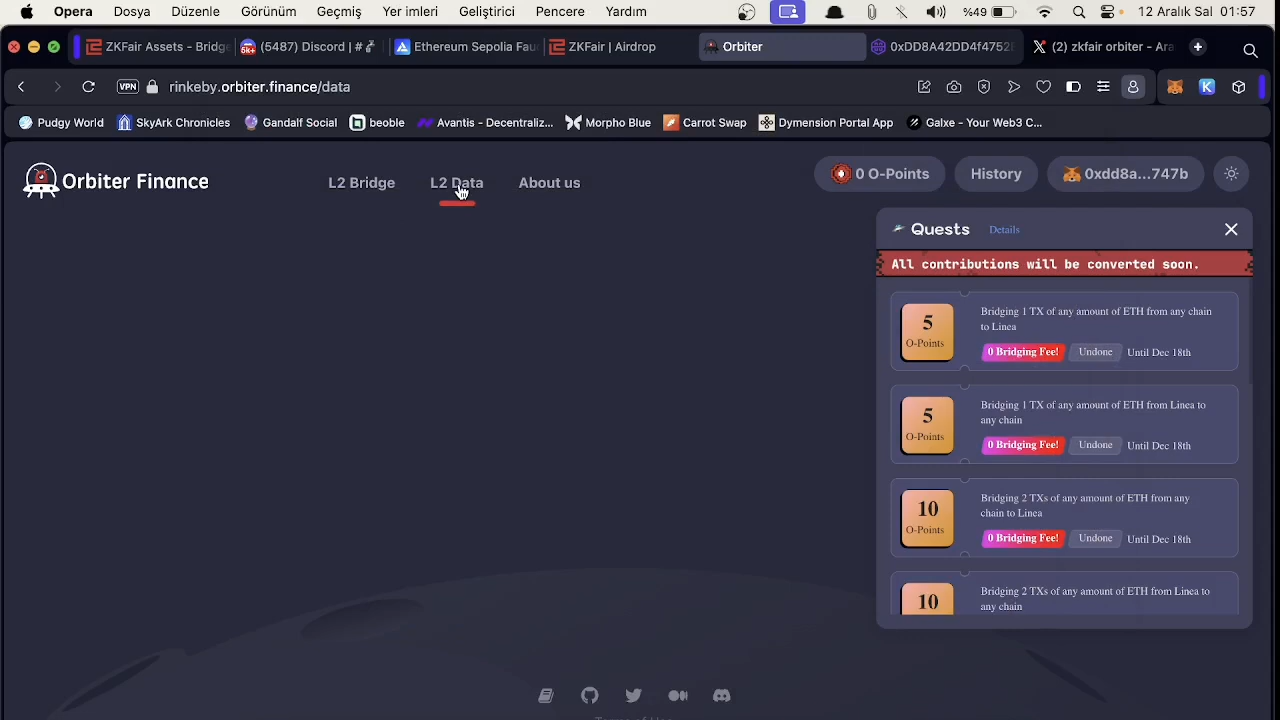 Opera Dosya Düzenle Görünüm Geçmiş Yer imleri Geliştirici Pencere Yardım %49 12 Aralık Sal 01:57
ZKFair Assets - Bridge (5487) Discord | # Ethereum Sepolia Fau ZKFair | Airdrop Orbiter 0xDD8A42DD4f4752 (2) zkfair orbiter - Ara
VPN rinkeby.orbiter.finance/data
Pudgy World SkyArk Chronicles Gandalf Social deoble Avantis - Decentraliz... Morpho Blue Carrot Swap Dymension Portal App Galxe - Your Web3 C...
Orbiter Finance L2 Bridge L2 Data About us 0 O-Points History 0xdd8a...747b
Quests Details
All contributions will be converted soon.
5
O-Points
Bridging 1 TX of any amount of ETH from any chain
to Linea
0 Bridging Fee! Undone Until Dec 18th
5
O-Points
Bridging 1 TX of any amount of ETH from Linea to
any chain
0 Bridging Fee! Undone Until Dec 18th
10
O-Points
Bridging 2 TXs of any amount of ETH from any
chain to Linea
0 Bridging Fee! Undone Until Dec 18th
10
Bridging 2 TXs of any amount of ETH from Linea to
any chain